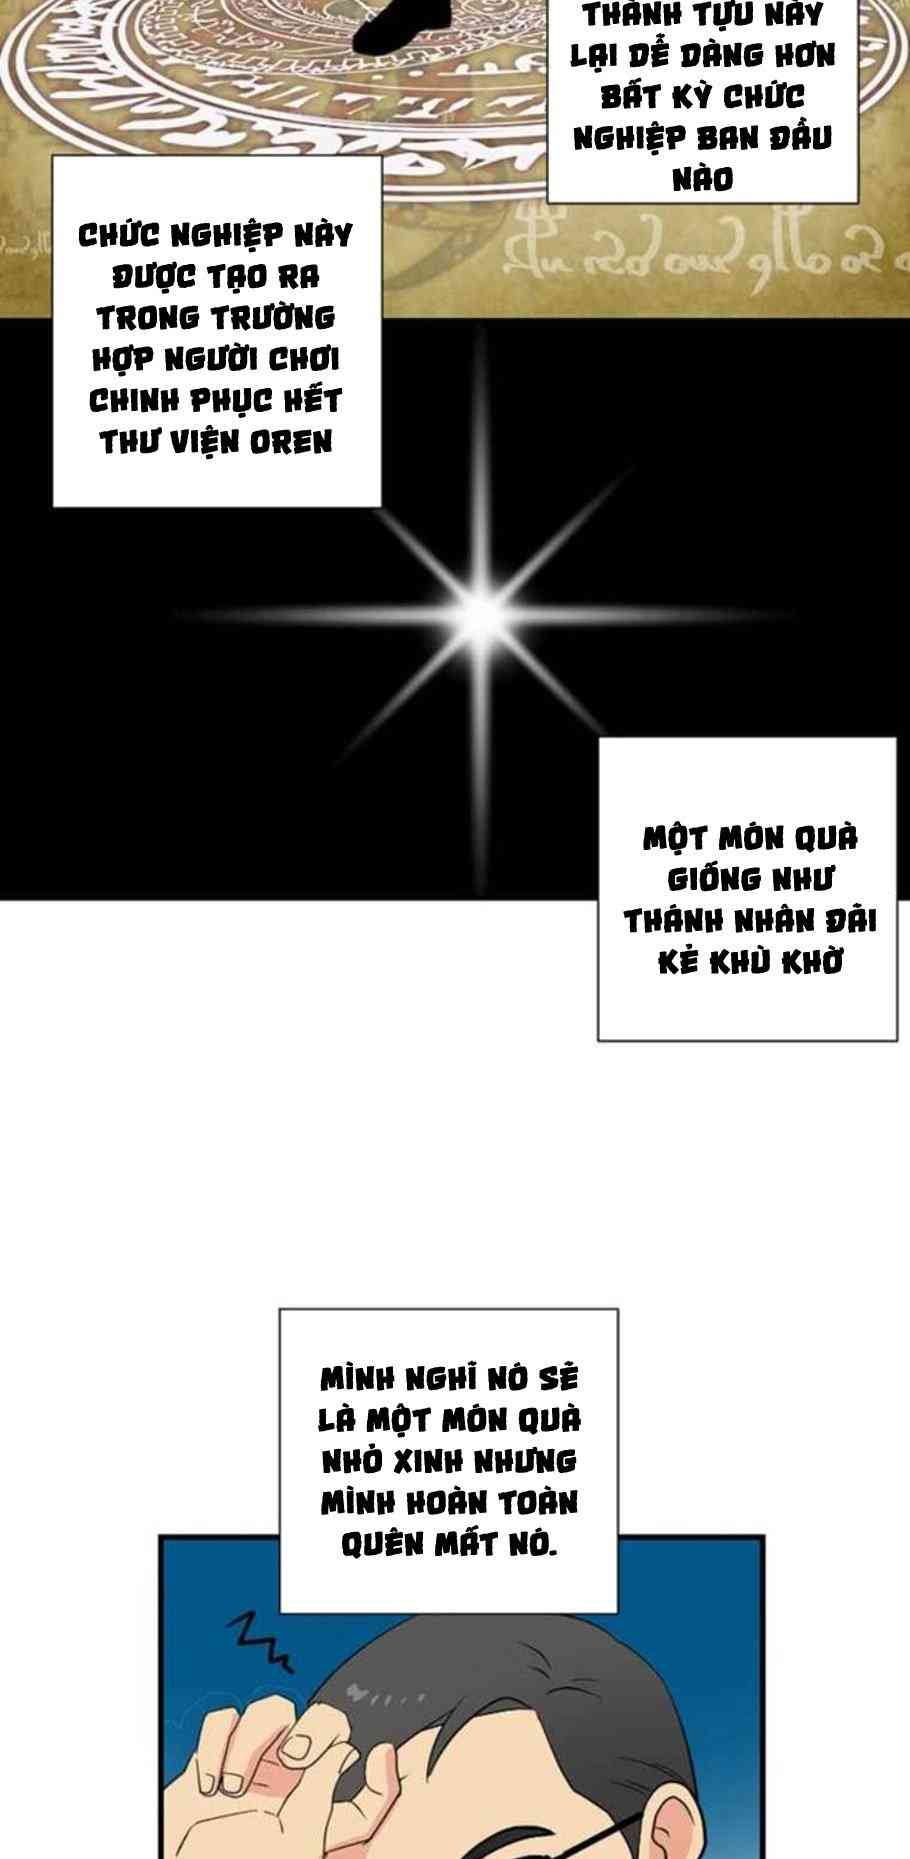 THÀNH TỰU NÀY
LẠI DỄ DÀNG HƠN
BẤT KỲ CHỨC
NGHIỆP BAN ĐẦU
NÀO
CHỨC NGHIỆP NÀY
ĐƯỢC TẠO RA
TRONG TRƯỜNG
HỢP NGƯỜI CHƠI
CHINH PHỤC HẾT
THƯ VIỆN OREN
MỘT MÓN QUÀ
GIỐNG NHƯ
THÁNH NHÂN ĐÃI
KẺ KHÙ KHỜ
MÌNH NGHĨ NÓ SẼ
LÀ MỘT MÓN QUÀ
NHỎ XINH NHƯNG
MÌNH HOÀN TOÀN
QUÊN MẤT NÓ.